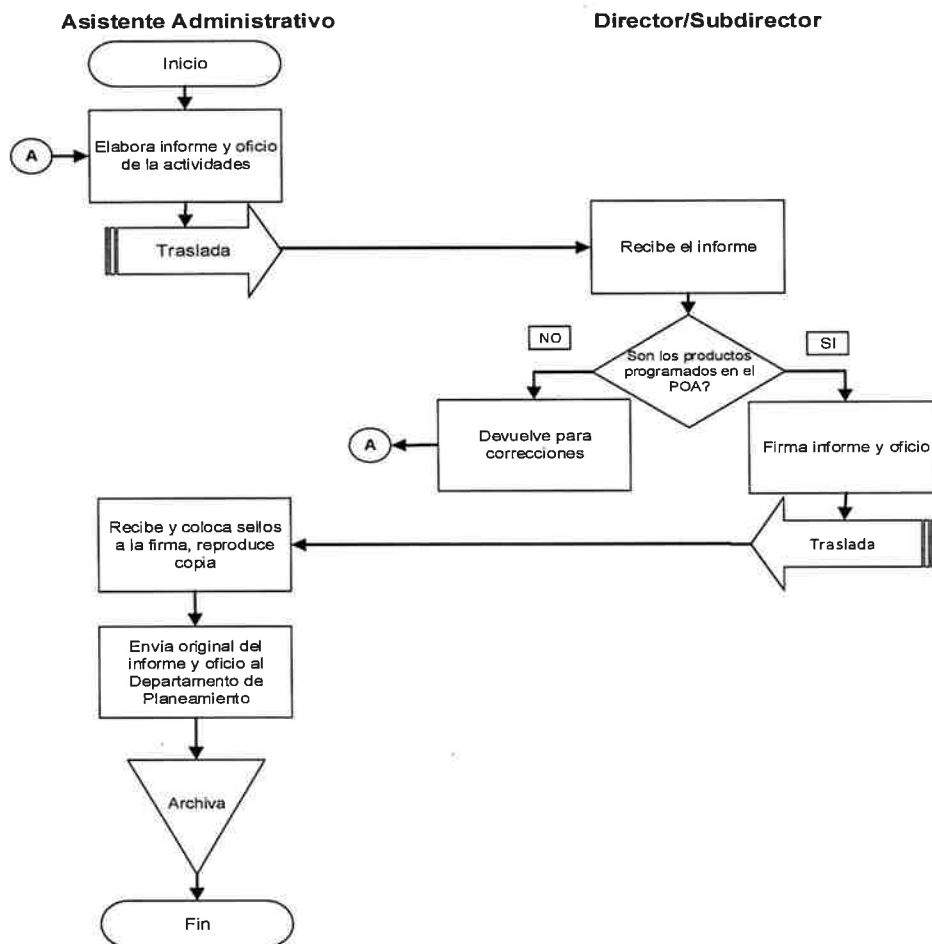 Asistente Administrativo
Director/Subdirector
Inicio
A
Elabora informe y oficio
de la actividades
Traslada
Recibe el informe
NO
SI
Son los productos
programados en el
POA?
A
Devuelve para
correcciones
Firma informe y oficio
Recibe y coloca sellos
a la firma, reproduce
copia
Traslada
Envia original del
informe y oficio al
Departamento de
Planeamiento
Archiva
Fin